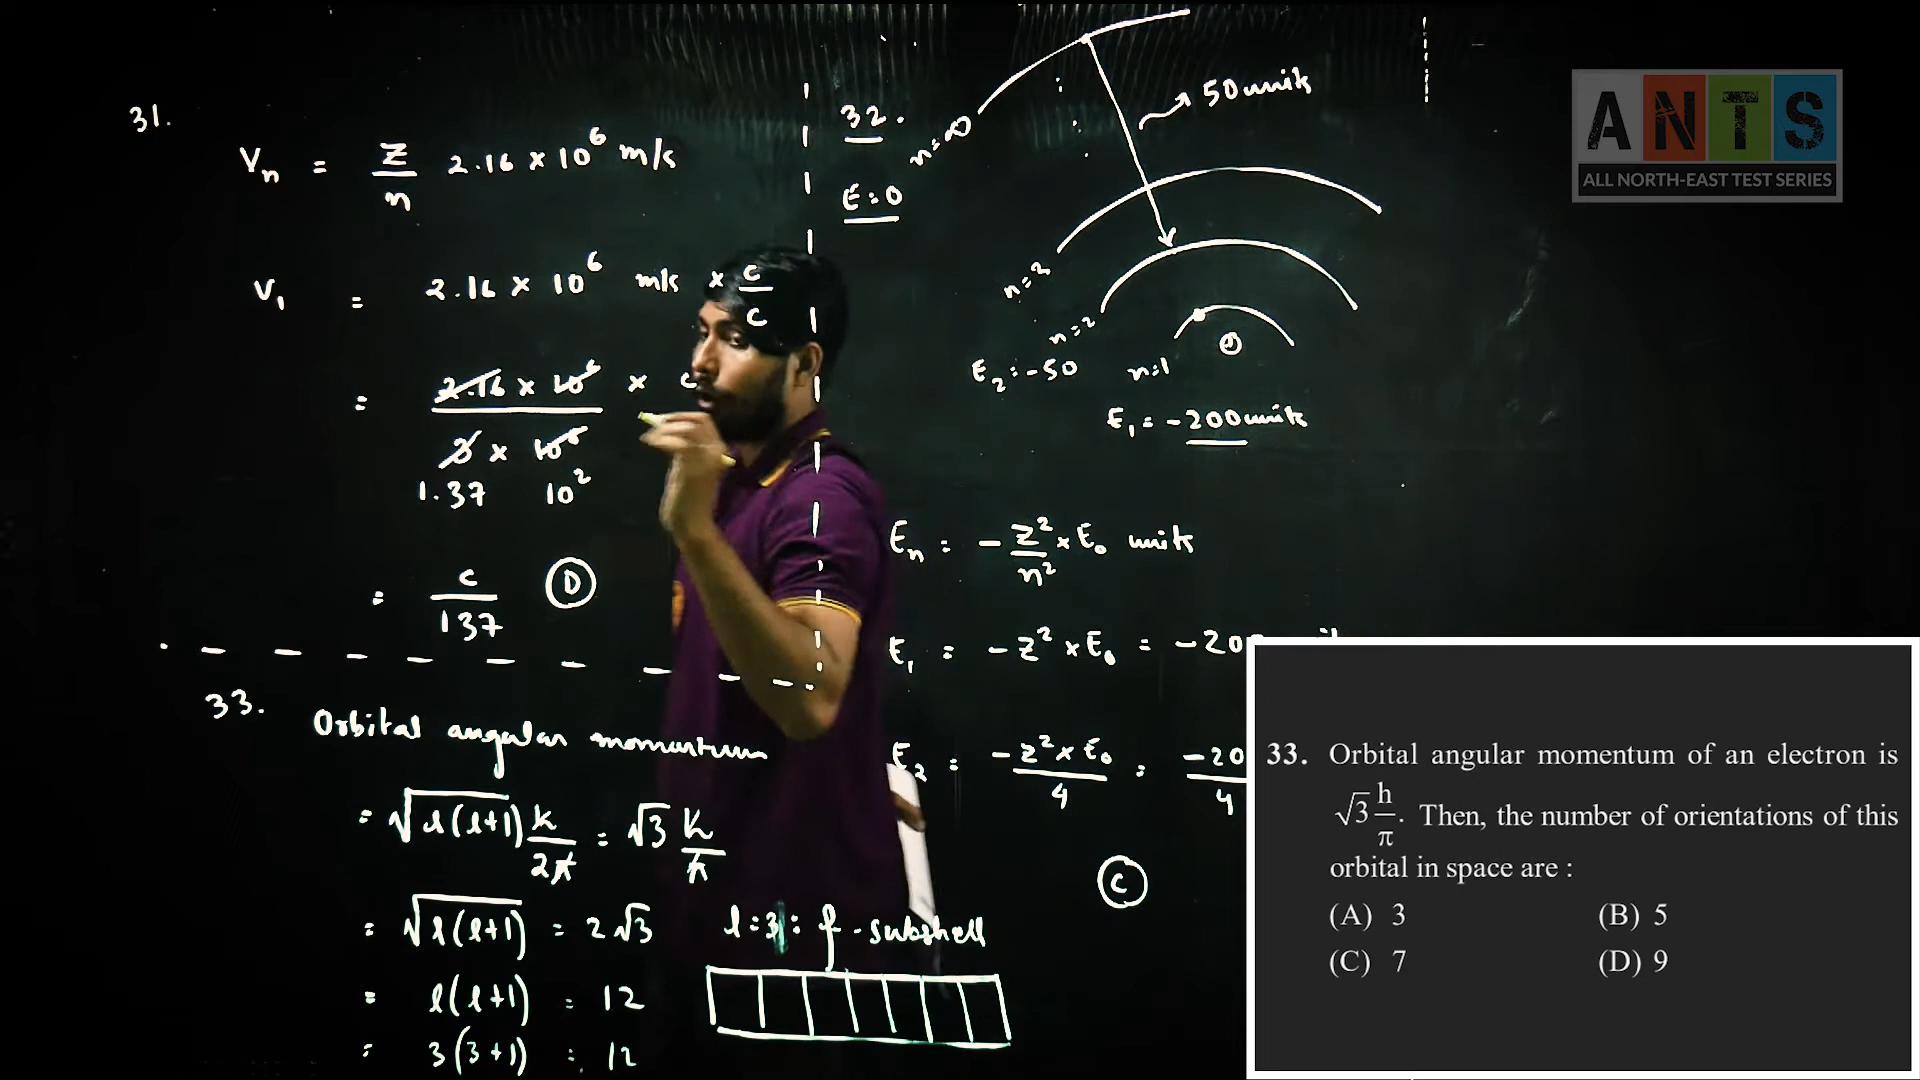 31.
Vn = Z/n 2.16 × 10^6 m/s
V1 = 2.16 × 10^6 m/s × c/c
= 2.16 × 10^6 × c
3 × 10^8
1.37 10^2
= c/137 (D)
32.
E=0
n=∞
50 units
n=3
n=2
E2 = -50
n=1
E1 = -200 units
En = - Z²/n² × E0 units
E1 = - Z² × E0 = -20
E2 = - Z² × E0 / 4 = -20 / 4
(C)
33.
Orbital angular momentum
= √l(l+1) h/2π = √3 h/π
= √l(l+1) = 2√3
= l(l+1) = 12
= 3(3+1) = 12
l=3 : f-subshell
ANTS
ALL NORTH-EAST TEST SERIES
33. Orbital angular momentum of an electron is
√3 h/π. Then, the number of orientations of this
orbital in space are :
(A) 3 (B) 5
(C) 7 (D) 9